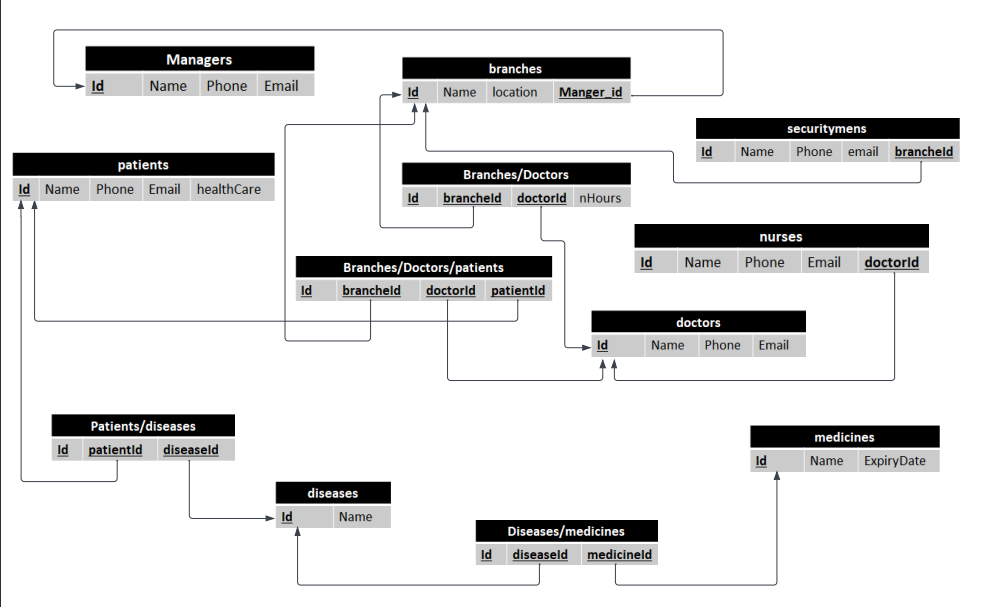 Managers
Id Name Phone Email
branches
Id Name location Manger_id
securitymens
Id Name Phone email brancheId
patients
Id Name Phone Email healthCare
Branches/Doctors
Id brancheId doctorId nHours
nurses
Id Name Phone Email doctorId
Branches/Doctors/patients
Id brancheId doctorId patientId
doctors
Id Name Phone Email
Patients/diseases
Id patientId diseaseId
medicines
Id Name ExpiryDate
diseases
Id Name
Diseases/medicines
Id diseaseId medicineId